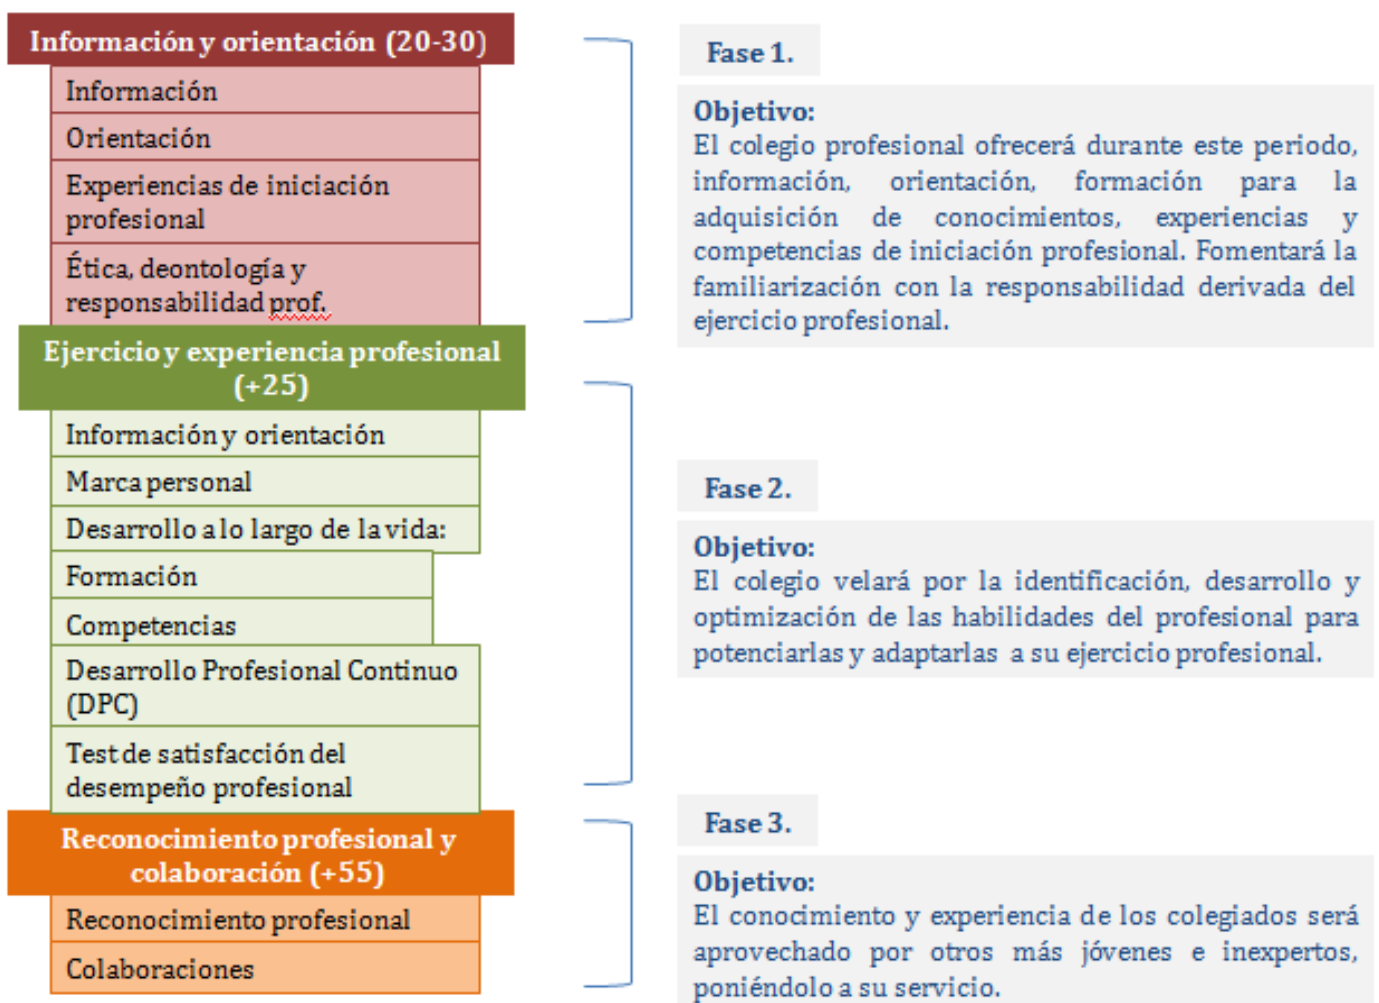 Información y orientación (20-30)
Información
Orientación
Experiencias de iniciación
profesional
Ética, deontología y
responsabilidad prof.
Fase 1.
Objetivo:
El colegio profesional ofrecerá durante este periodo,
información, orientación, formación para la
adquisición de conocimientos, experiencias y
competencias de iniciación profesional. Fomentará la
familiarización con la responsabilidad derivada del
ejercicio profesional.
Ejercicio y experiencia profesional
(+25)
Información y orientación
Marca personal
Desarrollo a lo largo de la vida:
Formación
Competencias
Desarrollo Profesional Continuo
(DPC)
Test de satisfacción del
desempeño profesional
Fase 2.
Objetivo:
El colegio velará por la identificación, desarrollo y
optimización de las habilidades del profesional para
potenciarlas y adaptarlas a su ejercicio profesional.
Reconocimiento profesional y
colaboración (+55)
Reconocimiento profesional
Colaboraciones
Fase 3.
Objetivo:
El conocimiento y experiencia de los colegiados será
aprovechado por otros más jóvenes e inexpertos,
poniéndolo a su servicio.